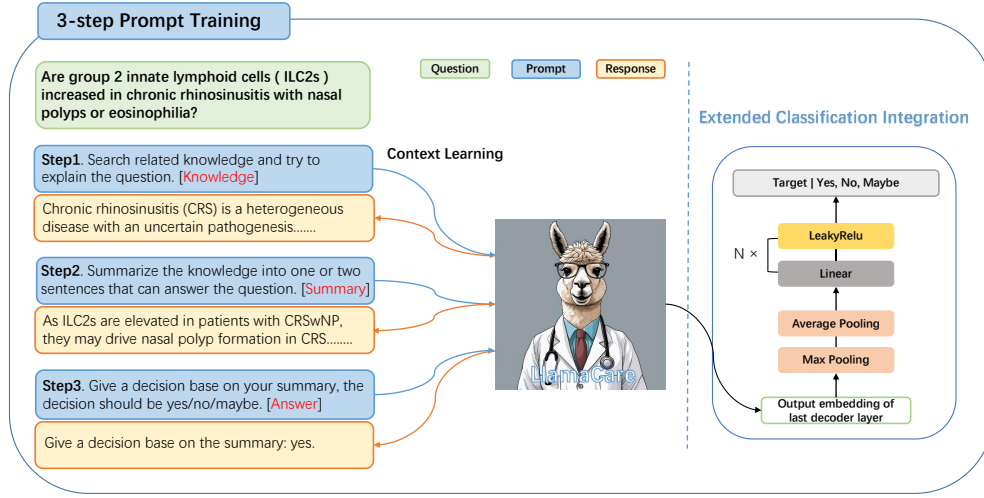 3-step Prompt Training
Are group 2 innate lymphoid cells ( ILC2s )
increased in chronic rhinosinusitis with nasal
polyps or eosinophilia?
Question
Prompt
Response
Step1. Search related knowledge and try to
explain the question. [Knowledge]
Context Learning
Chronic rhinosinusitis (CRS) is a heterogeneous
disease with an uncertain pathogenesis.......
Step2. Summarize the knowledge into one or two
sentences that can answer the question. [Summary]
As ILC2s are elevated in patients with CRSwNP,
they may drive nasal polyp formation in CRS........
Step3. Give a decision base on your summary, the
decision should be yes/no/maybe. [Answer]
Give a decision base on the summary: yes.
LlamaCare
Extended Classification Integration
Target | Yes, No, Maybe
LeakyRelu
N ×
Linear
Average Pooling
Max Pooling
Output embedding of
last decoder layer